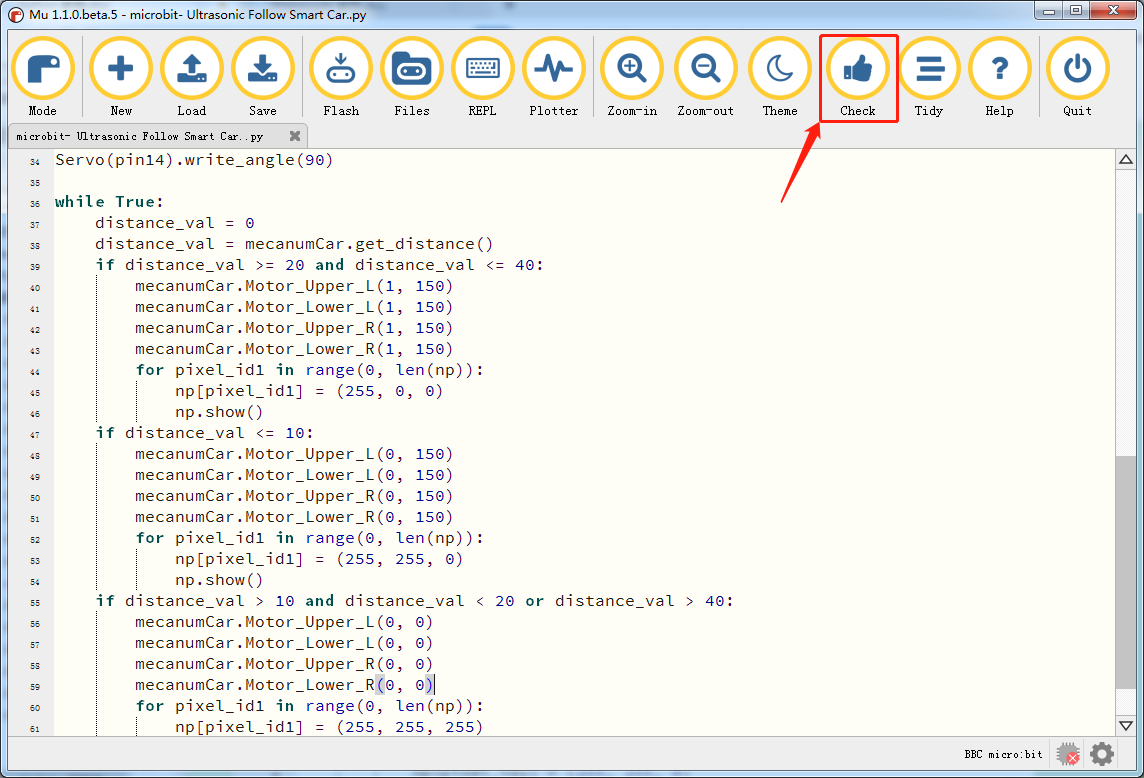 Mu 1.1.0.beta.5 - microbit- Ultrasonic Follow Smart Car..py
Mode New Load Save Flash Files REPL Plotter Zoom-in Zoom-out Theme Check Tidy Help Quit
microbit- Ultrasonic Follow Smart Car..py
34 Servo(pin14).write_angle(90)
35
36 while True:
37     distance_val = 0
38     distance_val = mecanumCar.get_distance()
39     if distance_val >= 20 and distance_val <= 40:
40         mecanumCar.Motor_Upper_L(1, 150)
41         mecanumCar.Motor_Lower_L(1, 150)
42         mecanumCar.Motor_Upper_R(1, 150)
43         mecanumCar.Motor_Lower_R(1, 150)
44         for pixel_id1 in range(0, len(np)):
45             np[pixel_id1] = (255, 0, 0)
46             np.show()
47     if distance_val <= 10:
48         mecanumCar.Motor_Upper_L(0, 150)
49         mecanumCar.Motor_Lower_L(0, 150)
50         mecanumCar.Motor_Upper_R(0, 150)
51         mecanumCar.Motor_Lower_R(0, 150)
52         for pixel_id1 in range(0, len(np)):
53             np[pixel_id1] = (255, 255, 0)
54             np.show()
55     if distance_val > 10 and distance_val < 20 or distance_val > 40:
56         mecanumCar.Motor_Upper_L(0, 0)
57         mecanumCar.Motor_Lower_L(0, 0)
58         mecanumCar.Motor_Upper_R(0, 0)
59         mecanumCar.Motor_Lower_R(0, 0)
60         for pixel_id1 in range(0, len(np)):
61             np[pixel_id1] = (255, 255, 255)
BBC micro:bit